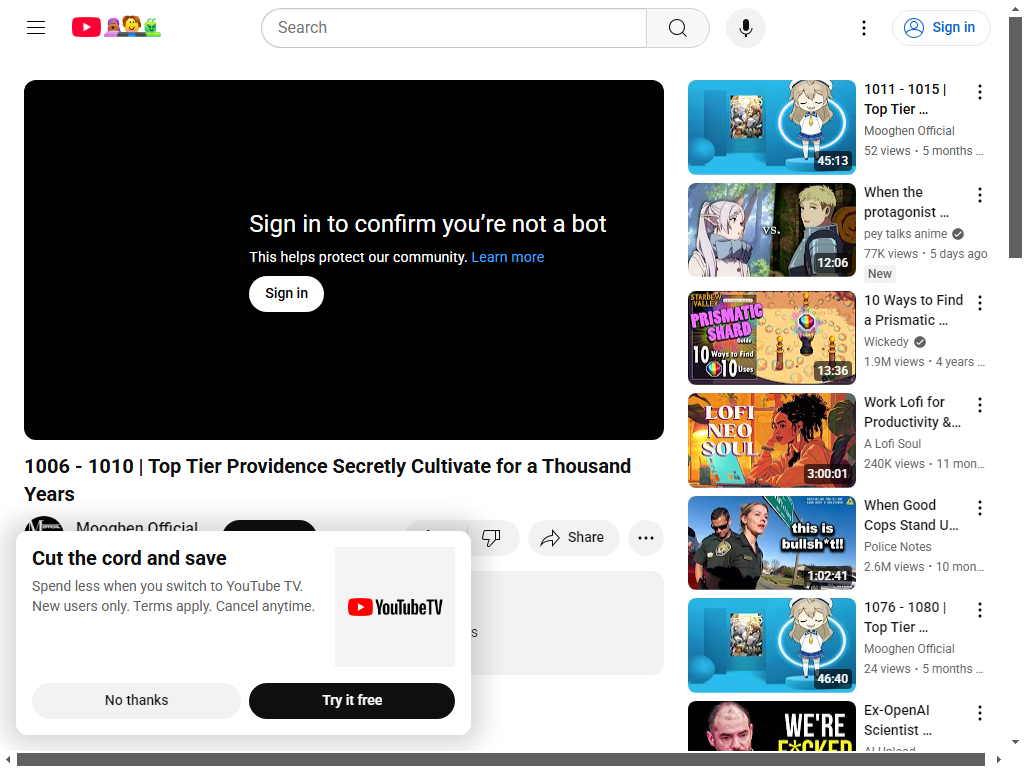 Search
Sign in
Sign in to confirm you’re not a bot
This helps protect our community. Learn more
Sign in
1006 - 1010 | Top Tier Providence Secretly Cultivate for a Thousand
Years
Mooghen Official
Share
s
Cut the cord and save
Spend less when you switch to YouTube TV.
New users only. Terms apply. Cancel anytime.
YouTubeTV
No thanks
Try it free
45:13
1011 - 1015 |
Top Tier ...
Mooghen Official
52 views • 5 months ...
vs.
12:06
When the
protagonist ...
pey talks anime
77K views • 5 days ago
New
STARDEW VALLEY
PRISMATIC
SHARD
Guide
10 Ways to Find
10 Uses
13:36
10 Ways to Find
a Prismatic ...
Wickedy
1.9M views • 4 years ...
LOFI
NEO
SOUL
3:00:01
Work Lofi for
Productivity &...
A Lofi Soul
240K views • 11 mon...
this is
bullsh*t!!
1:02:41
When Good
Cops Stand U...
Police Notes
2.6M views • 10 mon...
46:40
1076 - 1080 |
Top Tier ...
Mooghen Official
24 views • 5 months ...
WE'RE
F*CKED
Ex-OpenAI
Scientist ...
AI Upload